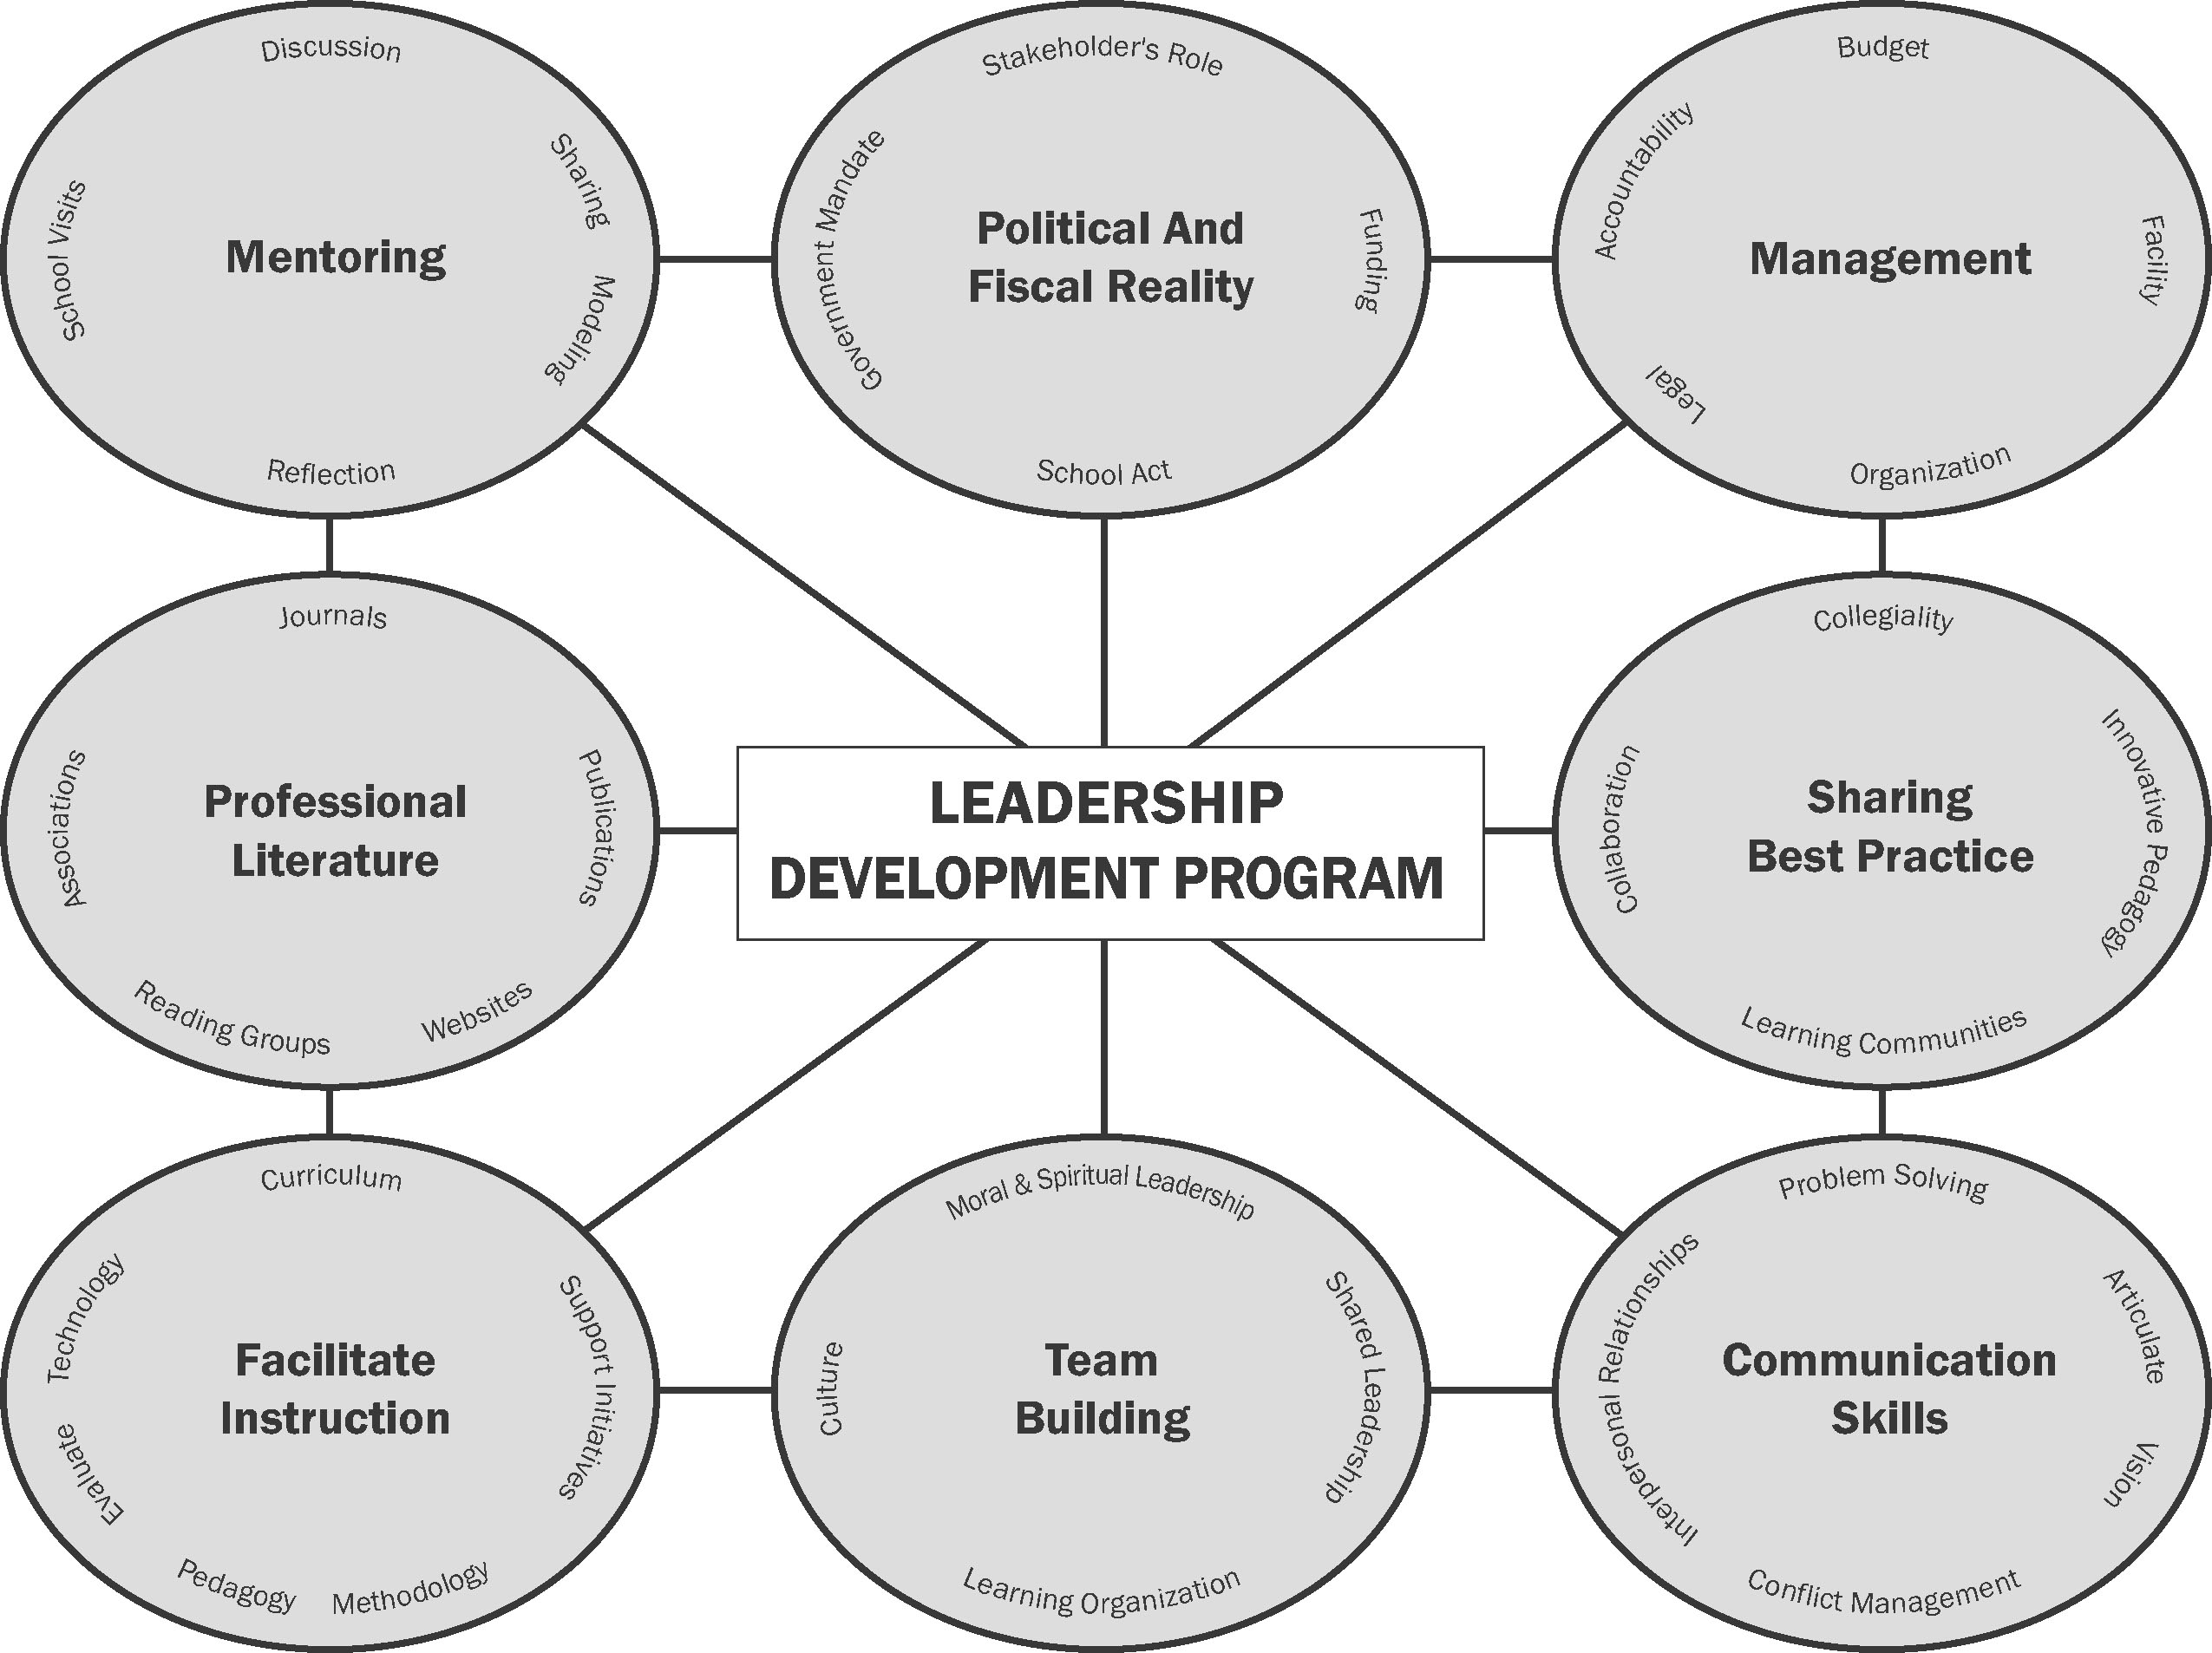 Discussion
School Visits
Sharing
Modeling
Mentoring
Reflection
Stakeholder's Role
Government Mandate
Funding
Political And
Fiscal Reality
School Act
Budget
Accountability
Facility
Management
Legal
Organization
Journals
Associations
Publications
Professional
Literature
Reading Groups
Websites
LEADERSHIP
DEVELOPMENT PROGRAM
Collegiality
Collaboration
Innovative Pedagogy
Sharing
Best Practice
Learning Communities
Curriculum
Technology
Support Initiatives
Facilitate
Instruction
Evaluate
Pedagogy
Methodology
Moral & Spiritual Leadership
Culture
Shared Leadership
Team
Building
Learning Organization
Problem Solving
Interpersonal Relationships
Articulate
Vision
Communication
Skills
Conflict Management